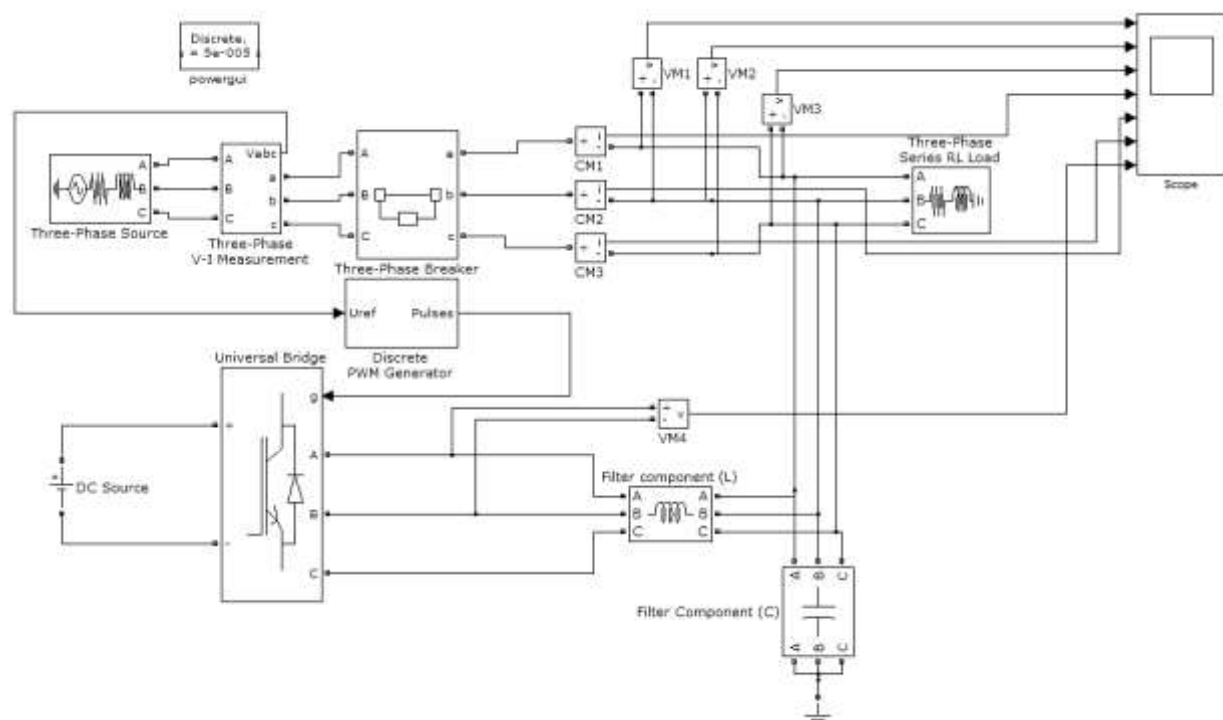 Discrete,
= 5e-005
powergui
VM1
VM2
VM3
Scope
Vabc
A
B
C
Three-Phase Source
A
B
C
a
b
c
Three-Phase
V-I Measurement
A
B
C
a
b
c
Three-Phase Breaker
+ i
-
CM1
+ i
-
CM2
+ i
-
CM3
+ - v
+ - v
+ - v
Three-Phase
Series RL Load
A
B
C
Uref Pulses
Discrete
PWM Generator
Universal Bridge
g
+
-
A
B
C
+
- v
VM4
+
DC Source
Filter component (L)
A A
B B
C C
A B C
Filter Component (C)
A B C